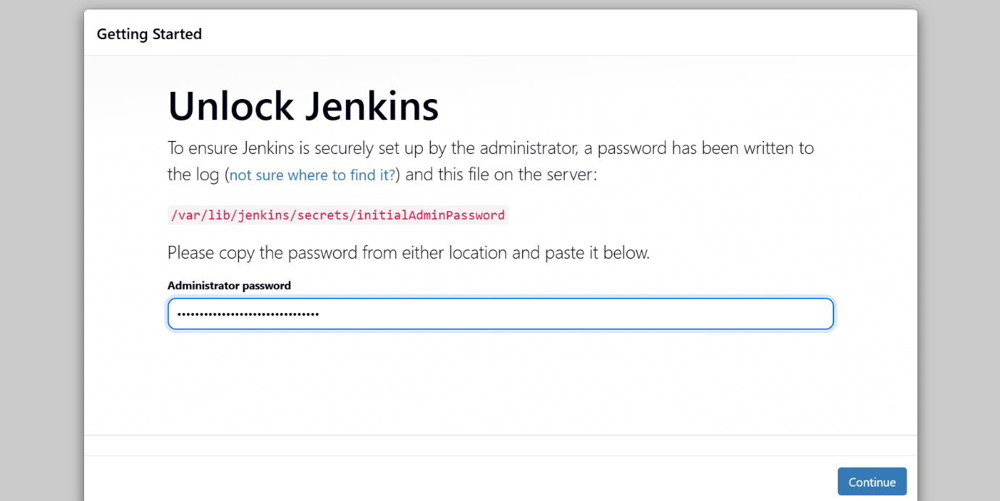 Getting Started
Unlock Jenkins
To ensure Jenkins is securely set up by the administrator, a password has been written to
the log (not sure where to find it?) and this file on the server:
/var/lib/jenkins/secrets/initialAdminPassword
Please copy the password from either location and paste it below.
Administrator password
••••••••••••••••••••••••••••••••
Continue